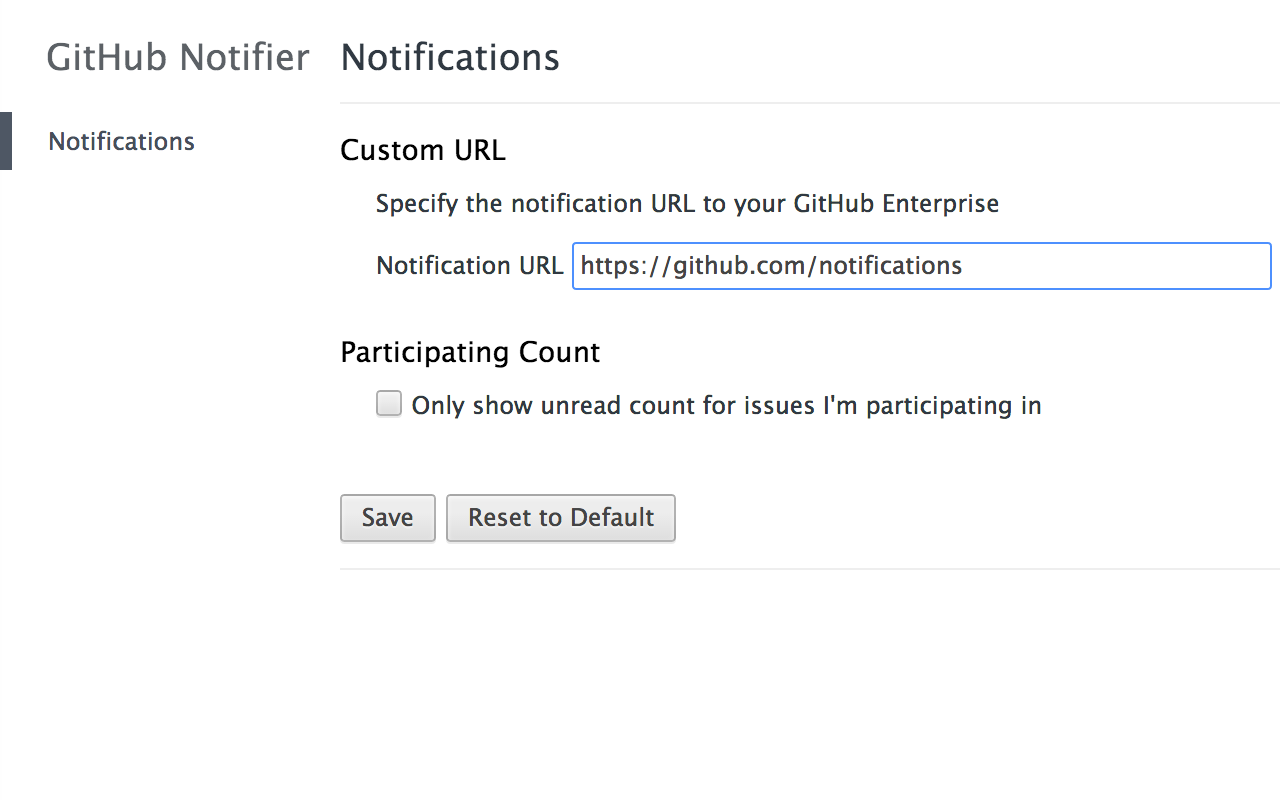 GitHub Notifier
Notifications
Notifications
Custom URL
Specify the notification URL to your GitHub Enterprise
Notification URL https://github.com/notifications
Participating Count
Only show unread count for issues I'm participating in
Save Reset to Default